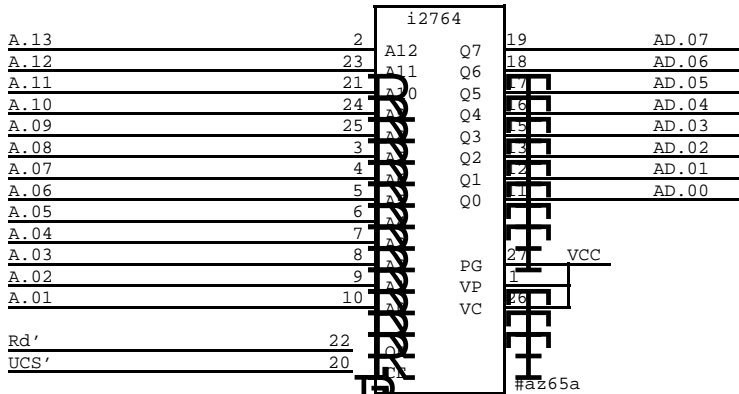 i2764
A.13 2 A12 Q7 19 AD.07
A.12 23 A11 Q6 18 AD.06
A.11 21 A10 Q5 17 AD.05
A.10 24 Q4 16 AD.04
A.09 25 Q3 15 AD.03
A.08 3 Q2 13 AD.02
A.07 4 Q1 12 AD.01
A.06 5 Q0 11 AD.00
A.05 6
A.04 7
A.03 8 PG 27 VCC
A.02 9 VP 1
A.01 10 VC 26
Rd' 22
UCS' 20 CE
#az65a